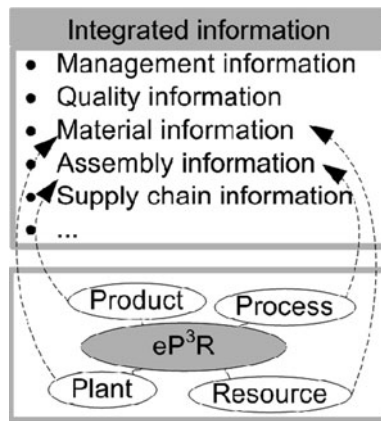 Integrated information
• Management information
• Quality information
• Material information
• Assembly information
• Supply chain information
• ...
Product
Process
eP³R
Plant
Resource